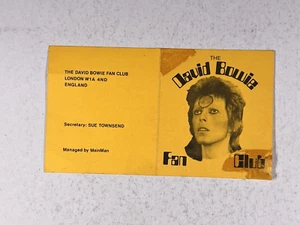 THE DAVID BOWIE FAN CLUB
LONDON W1A 4ND
ENGLAND
Secretary: SUE TOWNSEND
Managed by MainMan
THE
David Bowie
Fan Club